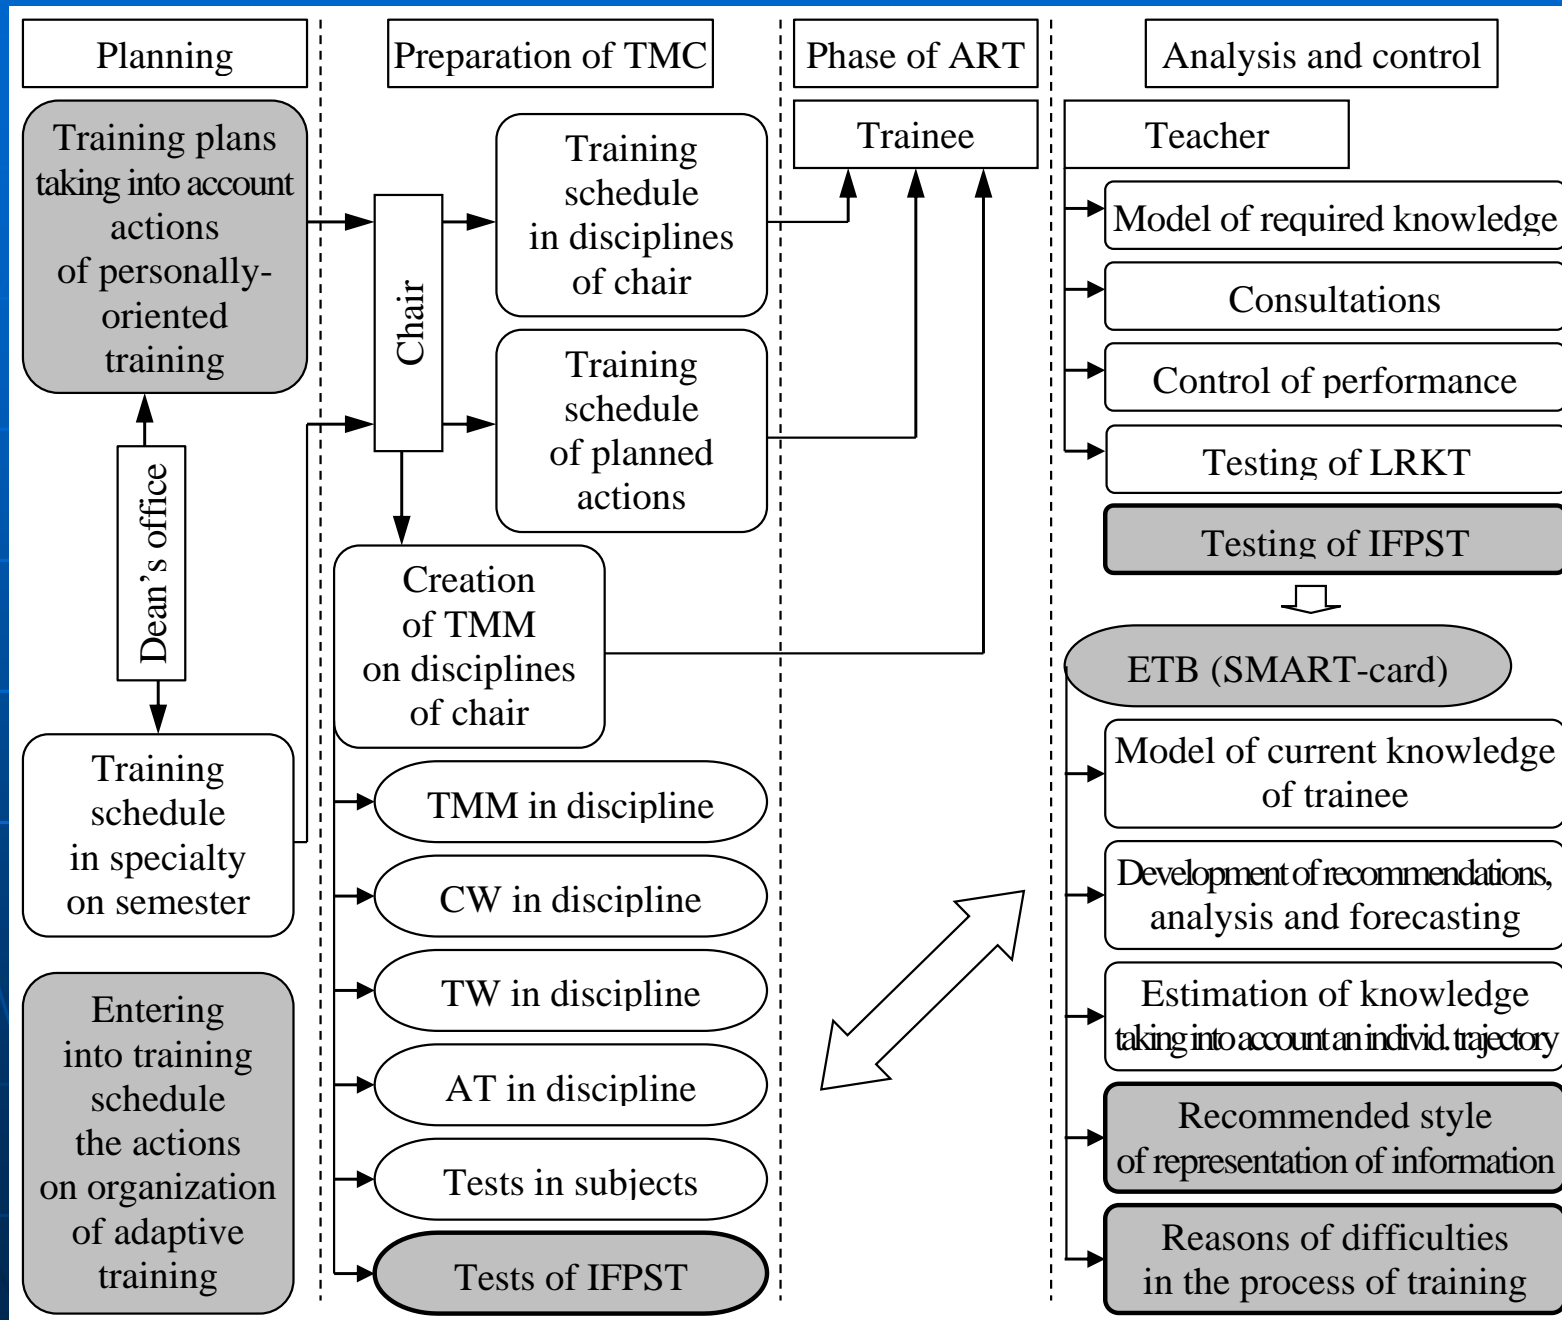 Planning
Training plans
taking into account
actions
of personally-
oriented
training
Dean's office
Training
schedule
in specialty
on semester
Entering
into training
schedule
the actions
on organization
of adaptive
training
Preparation of TMC
Chair
Training
schedule
in disciplines
of chair
Training
schedule
of planned
actions
Creation
of TMM
on disciplines
of chair
TMM in discipline
CW in discipline
TW in discipline
AT in discipline
Tests in subjects
Tests of IFPST
Phase of ART
Trainee
Analysis and control
Teacher
Model of required knowledge
Consultations
Control of performance
Testing of LRKT
Testing of IFPST
ETB (SMART-card)
Model of current knowledge
of trainee
Development of recommendations,
analysis and forecasting
Estimation of knowledge
taking into account an individ. trajectory
Recommended style
of representation of information
Reasons of difficulties
in the process of training